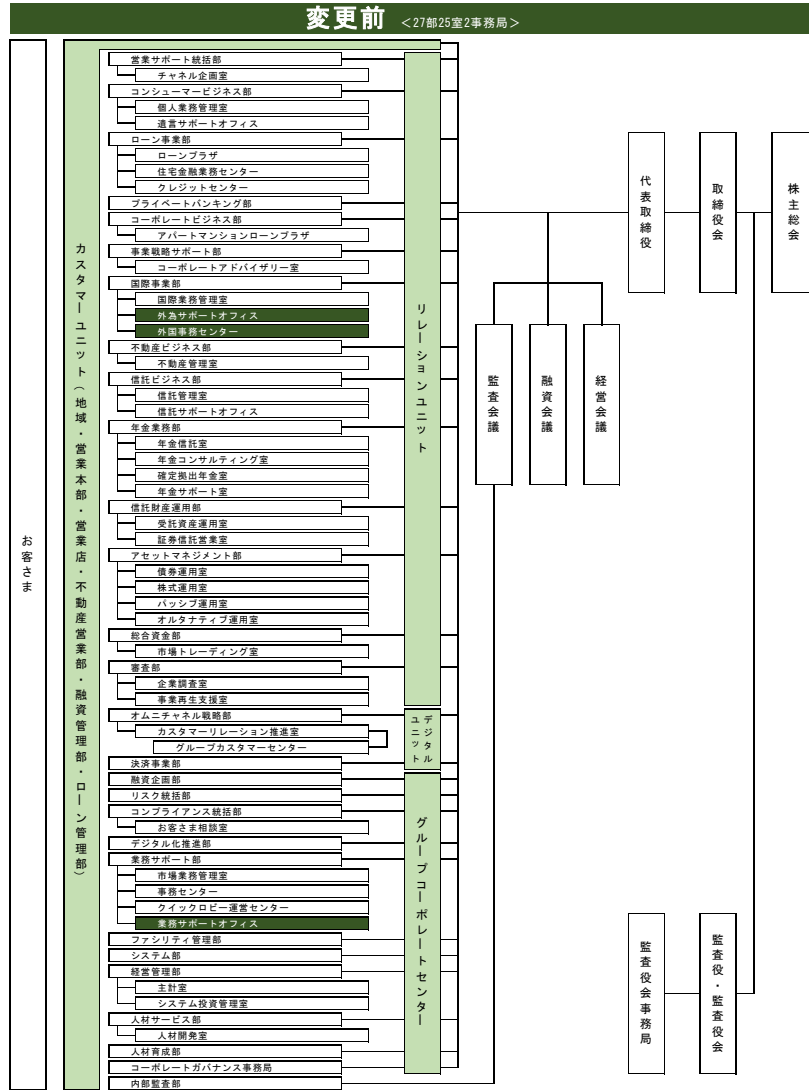 変更前 <27部25室2事務局>
お客さま
カスタマーユニット(地域・営業本部・営業店・不動産営業部・融資管理部・ローン管理部)
営業サポート統括部
チャネル企画室
コンシューマービジネス部
個人業務管理室
遺言サポートオフィス
ローン事業部
ローンプラザ
住宅金融業務センター
クレジットセンター
プライベートバンキング部
コーポレートビジネス部
アパートマンションローンプラザ
事業戦略サポート部
コーポレートアドバイザリー室
国際事業部
国際業務管理室
外為サポートオフィス
外国事務センター
不動産ビジネス部
不動産管理室
信託ビジネス部
信託管理室
信託サポートオフィス
年金業務部
年金信託室
年金コンサルティング室
確定拠出年金室
年金サポート室
信託財産運用部
受託資産運用室
証券信託営業室
アセットマネジメント部
債券運用室
株式運用室
パッシブ運用室
オルタナティブ運用室
総合資金部
市場トレーディング室
審査部
企業調査室
事業再生支援室
オムニチャネル戦略部
カスタマーリレーション推進室
グループカスタマーセンター
決済事業部
融資企画部
リスク統括部
コンプライアンス統括部
お客さま相談室
デジタル化推進部
業務サポート部
市場業務管理室
事務センター
クイックロビー運営センター
業務サポートオフィス
ファシリティ管理部
システム部
経営管理部
主計室
システム投資管理室
人材サービス部
人材開発室
人材育成部
コーポレートガバナンス事務局
内部監査部
リレーションユニット
デジタル
ユニット
グループコーポレートセンター
監査会議
融資会議
経営会議
代表取締役
取締役会
株主総会
監査役会事務局
監査役・監査役会